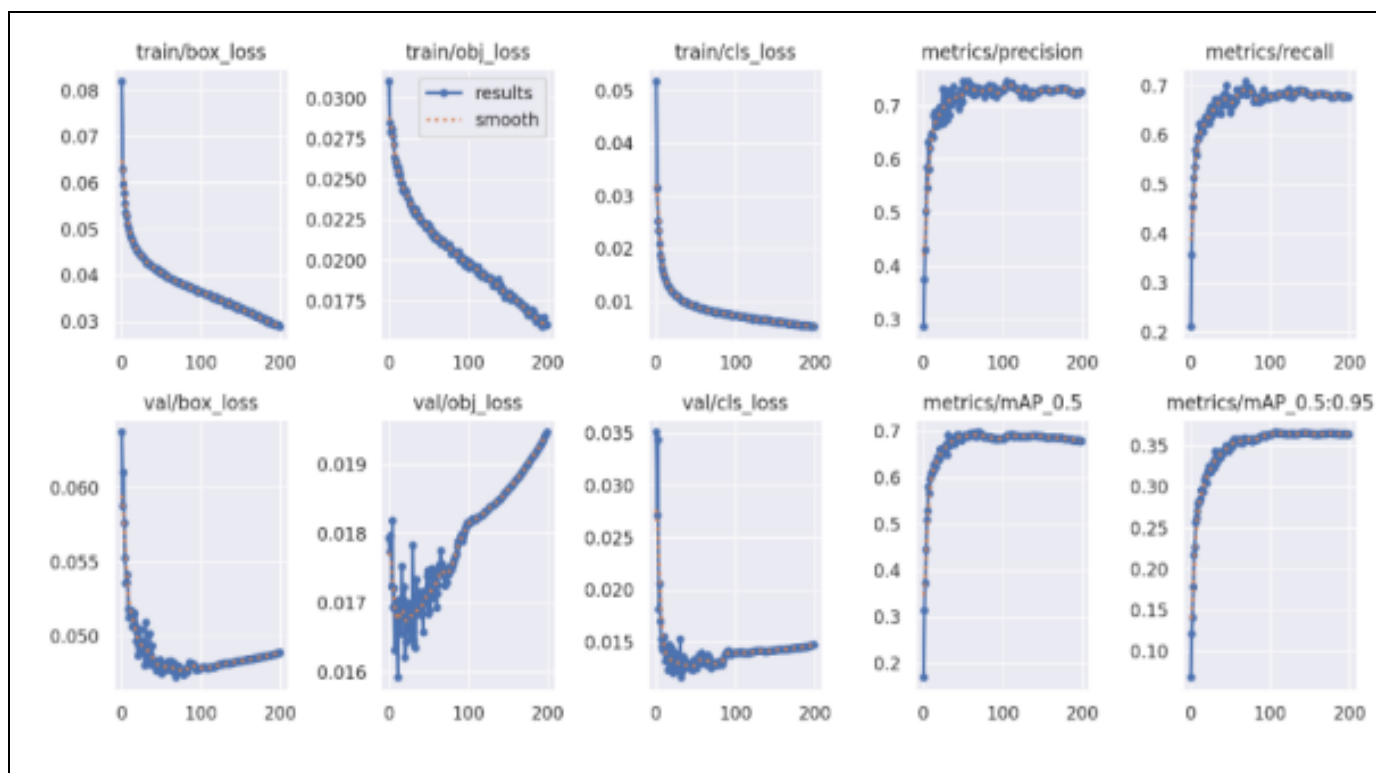 train/box_loss
0.08
0.07
0.06
0.05
0.04
0.03
0 100 200
train/obj_loss
results
smooth
0.0300
0.0275
0.0250
0.0225
0.0200
0.0175
0 100 200
train/cls_loss
0.05
0.04
0.03
0.02
0.01
0 100 200
metrics/precision
0.7
0.6
0.5
0.4
0.3
0 100 200
metrics/recall
0.7
0.6
0.5
0.4
0.3
0.2
0 100 200
val/box_loss
0.060
0.055
0.050
0 100 200
val/obj_loss
0.019
0.018
0.017
0.016
0 100 200
val/cls_loss
0.035
0.030
0.025
0.020
0.015
0 100 200
metrics/mAP_0.5
0.7
0.6
0.5
0.4
0.3
0.2
0 100 200
metrics/mAP_0.5:0.95
0.35
0.30
0.25
0.20
0.15
0.10
0 100 200